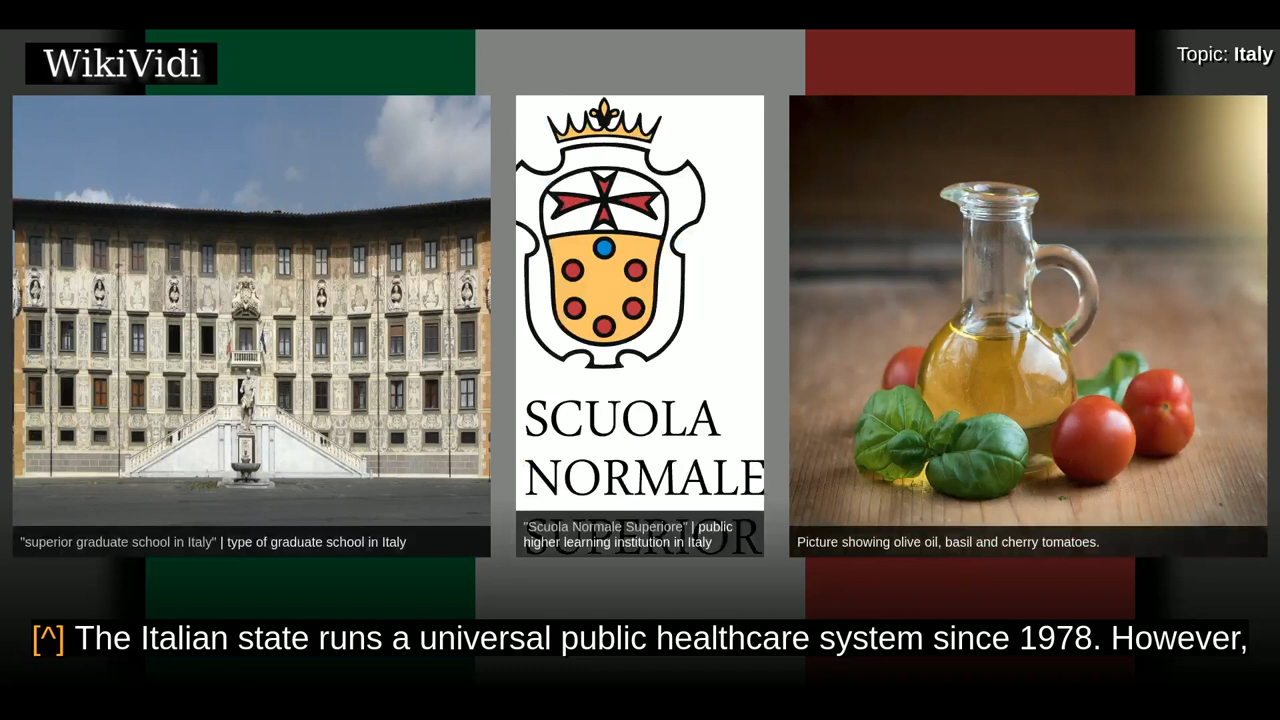 WikiVidi
Topic: Italy
SCUOLA
NORMALE
SUPERIOR
"superior graduate school in Italy" | type of graduate school in Italy
"Scuola Normale Superiore" | public
higher learning institution in Italy
Picture showing olive oil, basil and cherry tomatoes.
[^] The Italian state runs a universal public healthcare system since 1978. However,